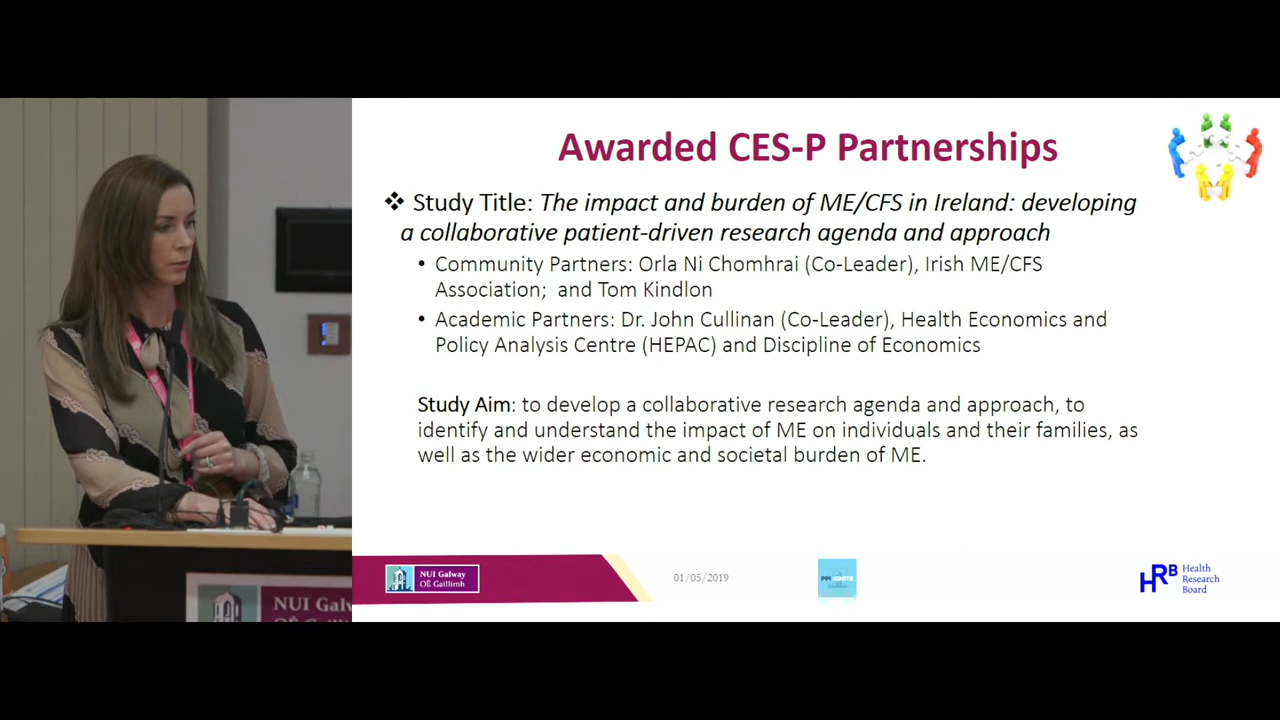 Awarded CES-P Partnerships
❖ Study Title: The impact and burden of ME/CFS in Ireland: developing
a collaborative patient-driven research agenda and approach
• Community Partners: Orla Ni Chomhrai (Co-Leader), Irish ME/CFS
Association;  and Tom Kindlon
• Academic Partners: Dr. John Cullinan (Co-Leader), Health Economics and
Policy Analysis Centre (HEPAC) and Discipline of Economics
Study Aim: to develop a collaborative research agenda and approach, to
identify and understand the impact of ME on individuals and their families, as
well as the wider economic and societal burden of ME.
NUI Galway
OÉ Gaillimh
01/05/2019
PPI IGNITE
HRB
Health
Research
Board
NUI Galw
OÉ Gailli